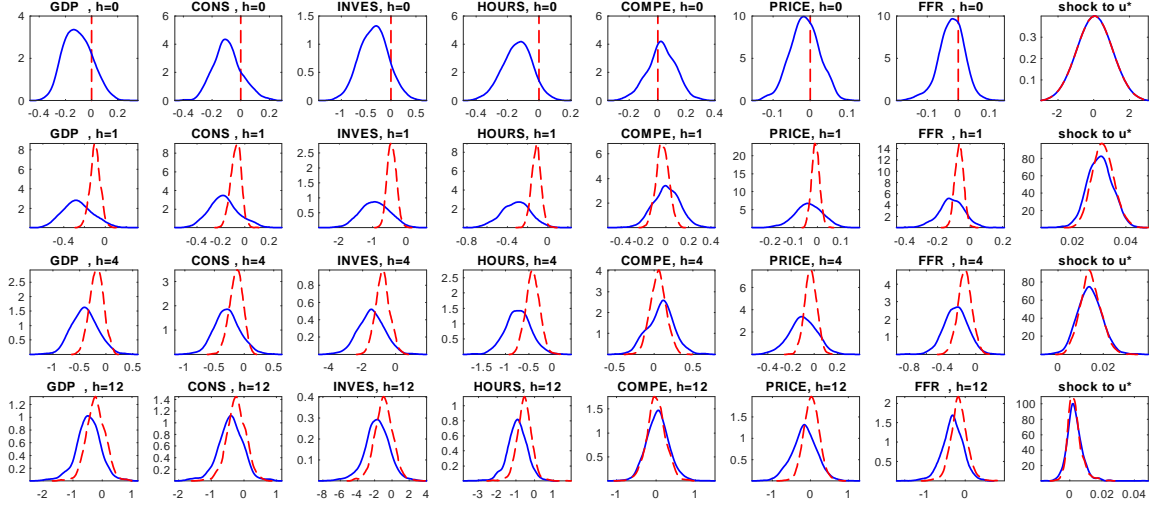 GDP , h=0 CONS , h=0 INVES, h=0 HOURS, h=0 COMPE, h=0 PRICE, h=0 FFR , h=0 shock to u*
4 6 1.5 6 6 10 10
2 4 2 1 0.5 4 2 4 2 5 5 0.3 0.2 0.1
0 0 0 0 0 0 0
-0.4 -0.2 0 0.2 -0.4 -0.2 0 0.2 -1 -0.5 0 0.5 -0.4 -0.2 0 0.2 -0.2 0 0.2 0.4 -0.1 0 0.1 -0.1 0 0.1 -2 0 2
GDP , h=1 CONS , h=1 INVES, h=1 HOURS, h=1 COMPE, h=1 PRICE, h=1 FFR , h=1 shock to u*
8 6 4 2 8 6 4 2 2.5 2 1.5 1 0.5 8 6 4 2 6 4 2 20 15 10 5 14 12 10 8 6 4 2 80 60 40 20
-0.4 0 -0.4 -0.2 0 0.2 -2 -1 0 -0.8 -0.4 0 -0.4 -0.2 0 0.2 0.4 -0.2 -0.1 0 0.1 -0.4 -0.2 0 0.2 0.02 0.04
GDP , h=4 CONS , h=4 INVES, h=4 HOURS, h=4 COMPE, h=4 PRICE, h=4 FFR , h=4 shock to u*
2.5 2 1.5 1 0.5 3 2 1 0.8 0.6 0.4 0.2 2.5 2 1.5 1 0.5 4 3 2 1 6 4 2 4 3 2 1 80 60 40 20
-1 -0.5 0 0.5 -1 -0.5 0 0.5 -4 -3 -2 -1 0 1 -1.5 -1 -0.5 0 -0.5 0 0.5 -0.4 -0.2 0 0.2 0.4 -0.8 -0.4 0 0.4 0 0.02
GDP , h=12 CONS , h=12 INVES, h=12 HOURS, h=12 COMPE, h=12 PRICE, h=12 FFR , h=12 shock to u*
1.2 1 0.8 0.6 0.4 0.2 1.4 1.2 1 0.8 0.6 0.4 0.2 0.4 0.3 0.2 0.1 1 0.8 0.6 0.4 0.2 1.5 1 0.5 1.5 1 0.5 2 1.5 1 0.5 100 80 60 40 20
-2 -1 0 1 -2 -1 0 1 2 -8 -6 -4 -2 0 2 4 -3 -2 -1 0 1 -1 0 1 -1 0 1 -1 0 0 0.02 0.04